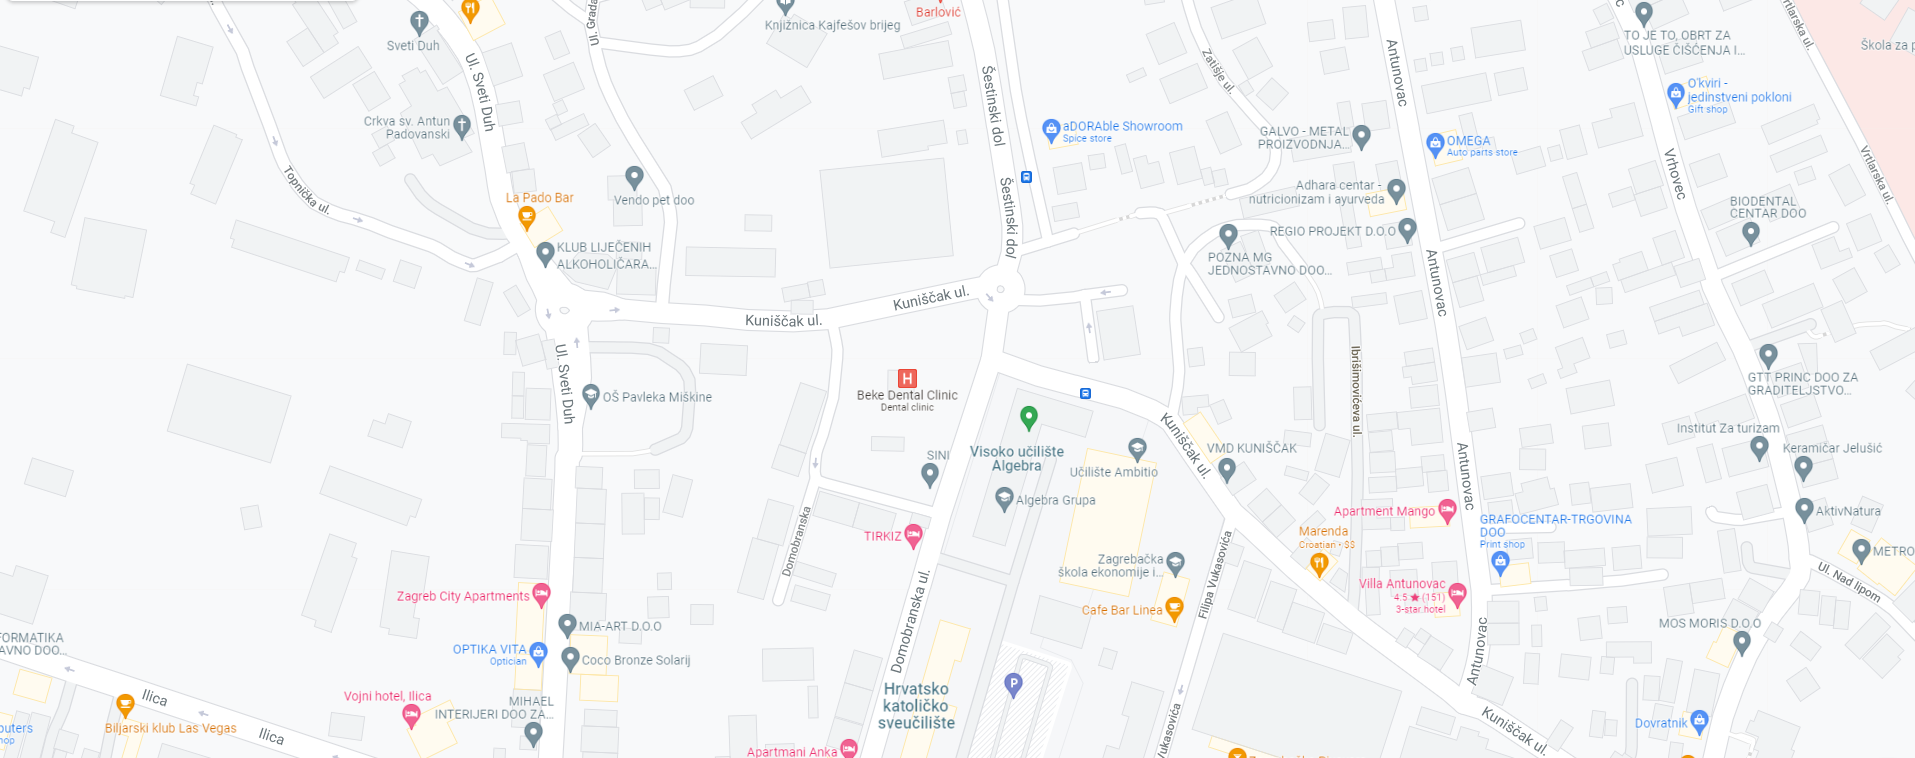 Barlović
Sveti Duh
Ul. Sveti Duh
Knjižnica Kajfešov brijeg
Šestinski dol
Zatišje ul.
Antunovac
TO JE TO, OBRT ZA
USLUGE ČIŠĆENJA I...
Vrtlarska ul.
Škola za p
O'kviri -
jedinstveni pokloni
Gift shop
Crkva sv. Antun
Padovanski
aDORAble Showroom
Spice store
GALVO - METAL
PROIZVODNJA...
OMEGA
Auto parts store
Vrhovec
Vrtlarska ul.
Topnička ul.
La Pado Bar
Vendo pet doo
Šestinski dol
Adhara centar -
nutricionizam i ayurveda
BIODENTAL
CENTAR DOO
REGIO PROJEKT D.O.O
KLUB LIJEČENIH
ALKOHOLIČARA...
POZNA MG
JEDNOSTAVNO DOO...
Antunovac
Kuniščak ul.
Kuniščak ul.
Ul. Sveti Duh
OŠ Pavleka Miškine
Beke Dental Clinic
Dental clinic
Ibrišimovićeva ul.
GTT PRINC DOO ZA
GRADITELJSTVO...
Kuniščak ul.
Visoko učilište
Algebra
SINI
Učilište Ambitio
VMD KUNIŠČAK
Institut Za turizam
Keramičar Jelušić
Antunovac
Algebra Grupa
Apartment Mango
AktivNatura
GRAFOCENTAR-TRGOVINA
DOO
Print shop
TIRKIZ
Domobranska
Marenda
Croatian • $$
METRO
Zagrebačka
škola ekonomije i...
Filipa Vukasovića
Villa Antunovac
4.5 ★ (151)
3-star hotel
Ul. Nad lipom
Zagreb City Apartments
Cafe Bar Linea
MIA-ART D.O.O
Domobranska ul.
MOS MORIS D.O.O
FORMATIKA
AVNO DOO...
OPTIKA VITA
Optician
Coco Bronze Solarij
Antunovac
Ilica
Vojni hotel, Ilica
MIHAEL
INTERIJERI DOO ZA...
P
Hrvatsko
katoličko
sveučilište
Vukasovića
Kuniščak ul.
Dovratnik
puters
hop
Biljarski klub Las Vegas
Ilica
Apartmani Anka